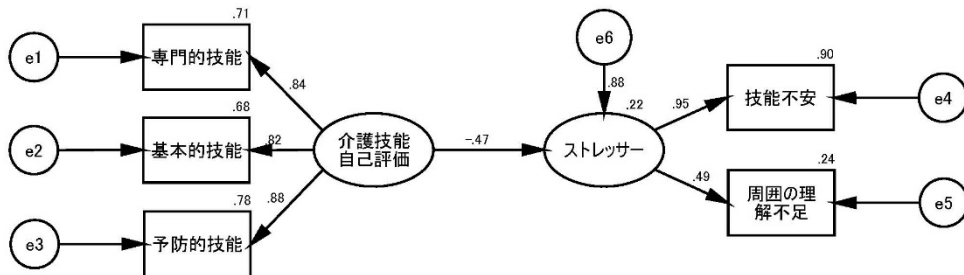 e1
.71
専門的技能
.84
e2
.68
基本的技能
.82
e3
.78
予防的技能
.88
介護技能
自己評価
-.47
e6
.88
.22
ストレッサー
.95
.90
技能不安
e4
.49
.24
周囲の理
解不足
e5